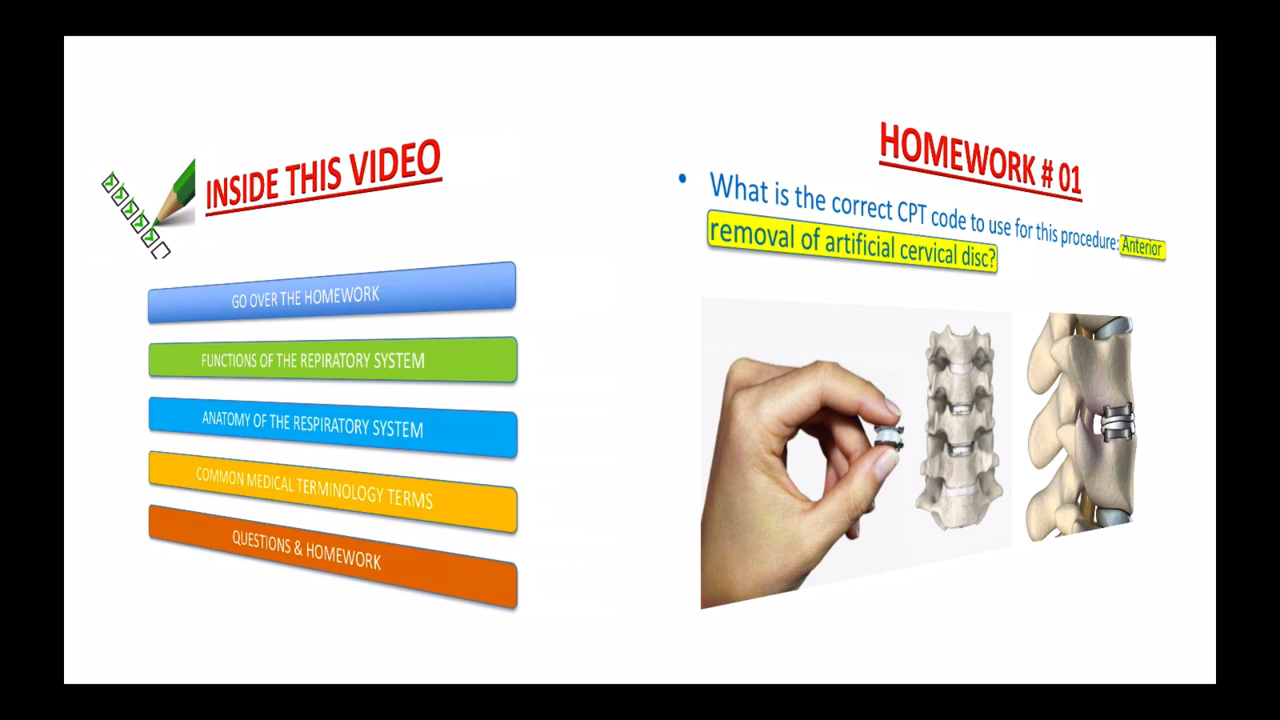 INSIDE THIS VIDEO
GO OVER THE HOMEWORK
FUNCTIONS OF THE REPIRATORY SYSTEM
ANATOMY OF THE RESPIRATORY SYSTEM
COMMON MEDICAL TERMINOLOGY TERMS
QUESTIONS & HOMEWORK
HOMEWORK # 01
• What is the correct CPT code to use for this procedure: Anterior
removal of artificial cervical disc?